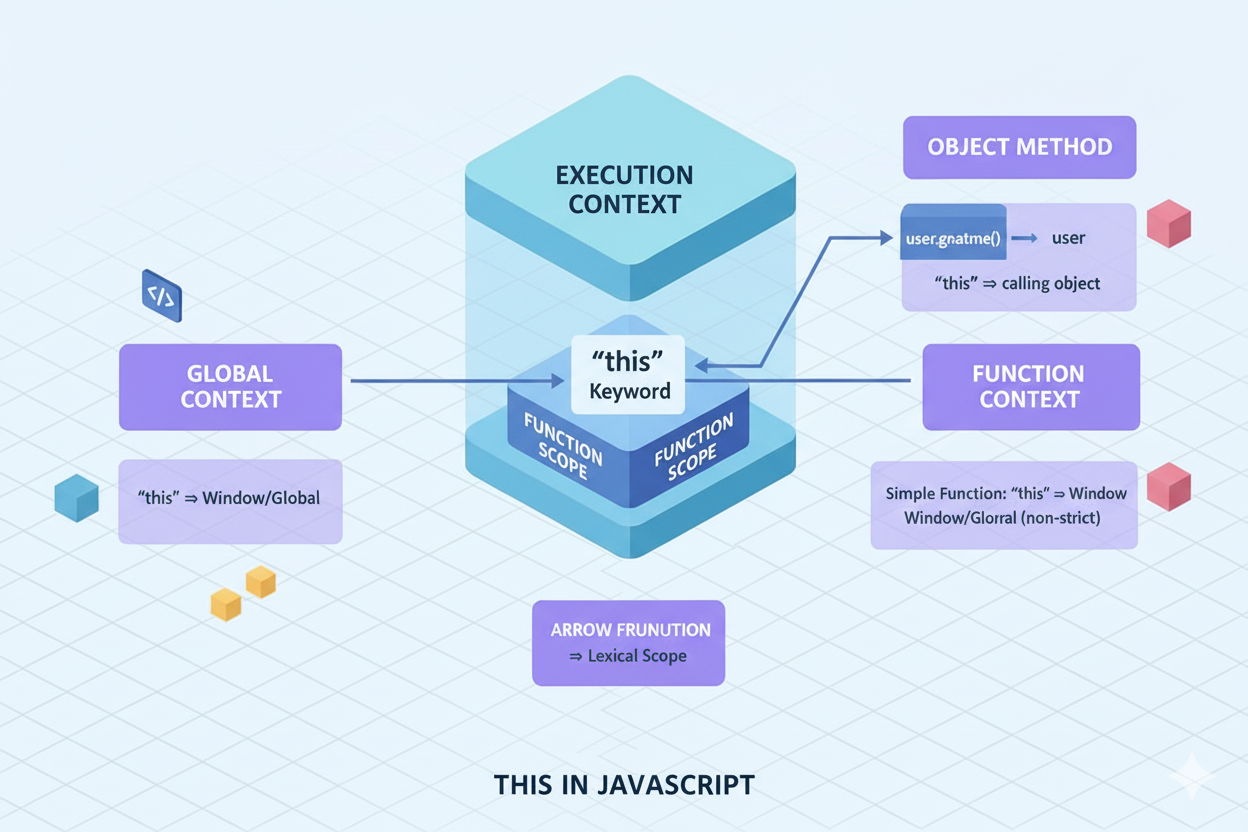 EXECUTION
CONTEXT
OBJECT METHOD
user.gnatme() → user
"this" ⇒ calling object
</>
GLOBAL
CONTEXT
"this"
Keyword
FUNCTION
CONTEXT
FUNCTION
SCOPE
FUNCTION
SCOPE
"this" ⇒ Window/Global
Simple Function: "this" ⇒ Window
Window/Glorral (non-strict)
ARROW FRUNUTION
⇒ Lexical Scope
THIS IN JAVASCRIPT